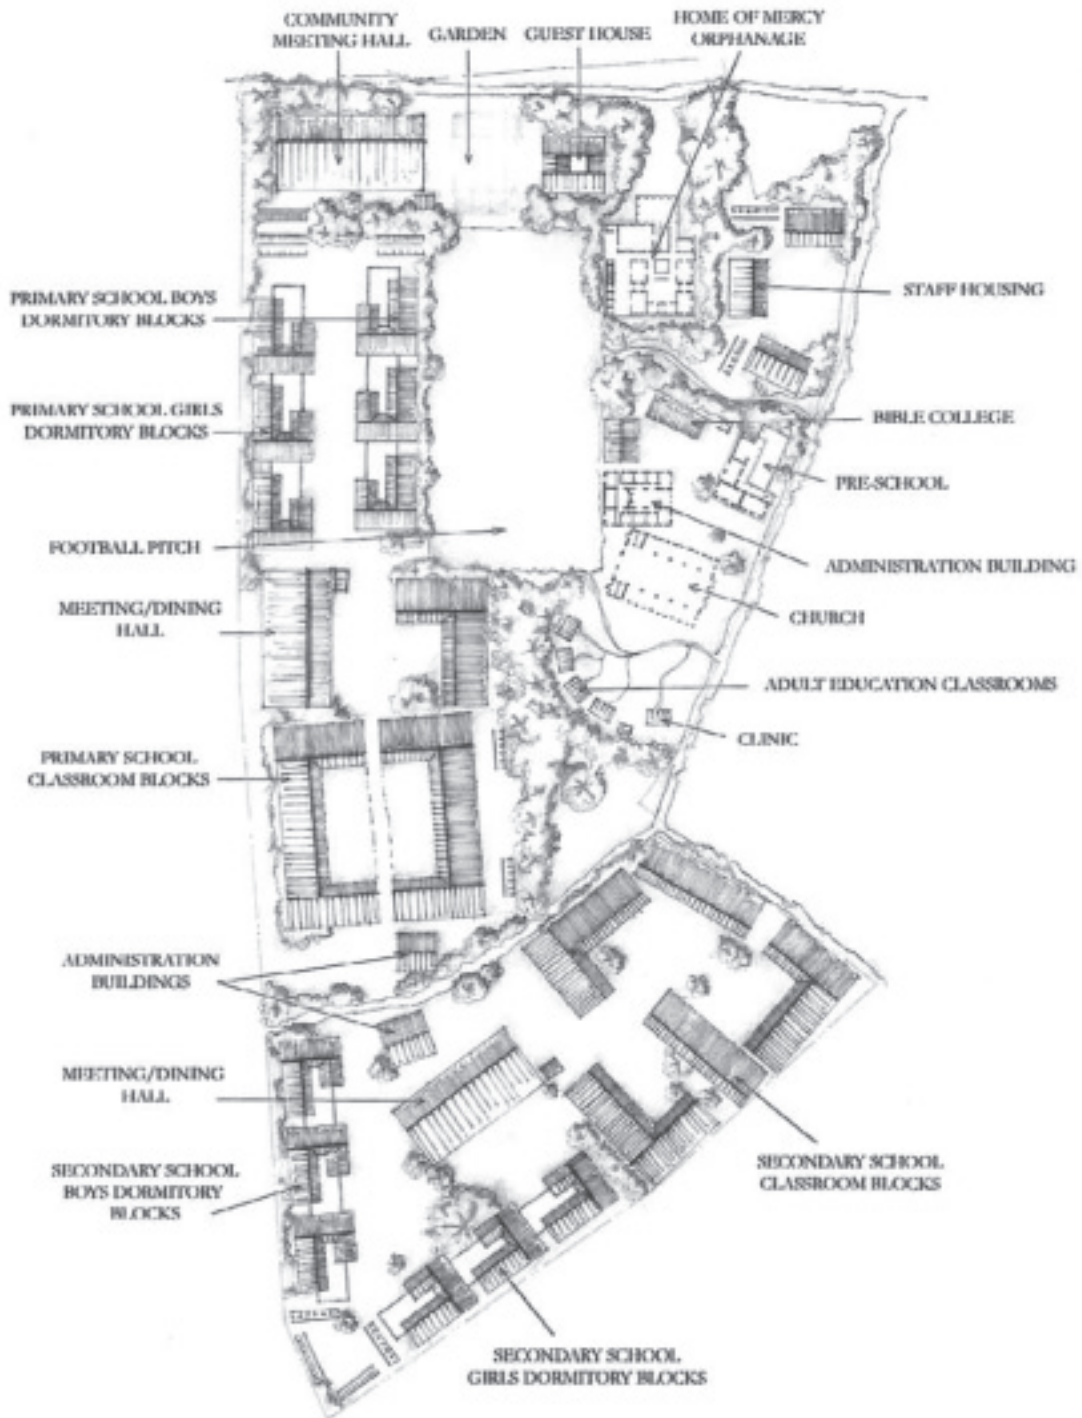 COMMUNITY
MEETING HALL
GARDEN
GUEST HOUSE
HOME OF MERCY
ORPHANAGE
PRIMARY SCHOOL BOYS
DORMITORY BLOCKS
STAFF HOUSING
PRIMARY SCHOOL GIRLS
DORMITORY BLOCKS
BIBLE COLLEGE
PRE-SCHOOL
FOOTBALL PITCH
ADMINISTRATION BUILDING
MEETING/DINING
HALL
CHURCH
ADULT EDUCATION CLASSROOMS
CLINIC
PRIMARY SCHOOL
CLASSROOM BLOCKS
ADMINISTRATION
BUILDINGS
MEETING/DINING
HALL
SECONDARY SCHOOL
BOYS DORMITORY
BLOCKS
SECONDARY SCHOOL
CLASSROOM BLOCKS
SECONDARY SCHOOL
GIRLS DORMITORY BLOCKS